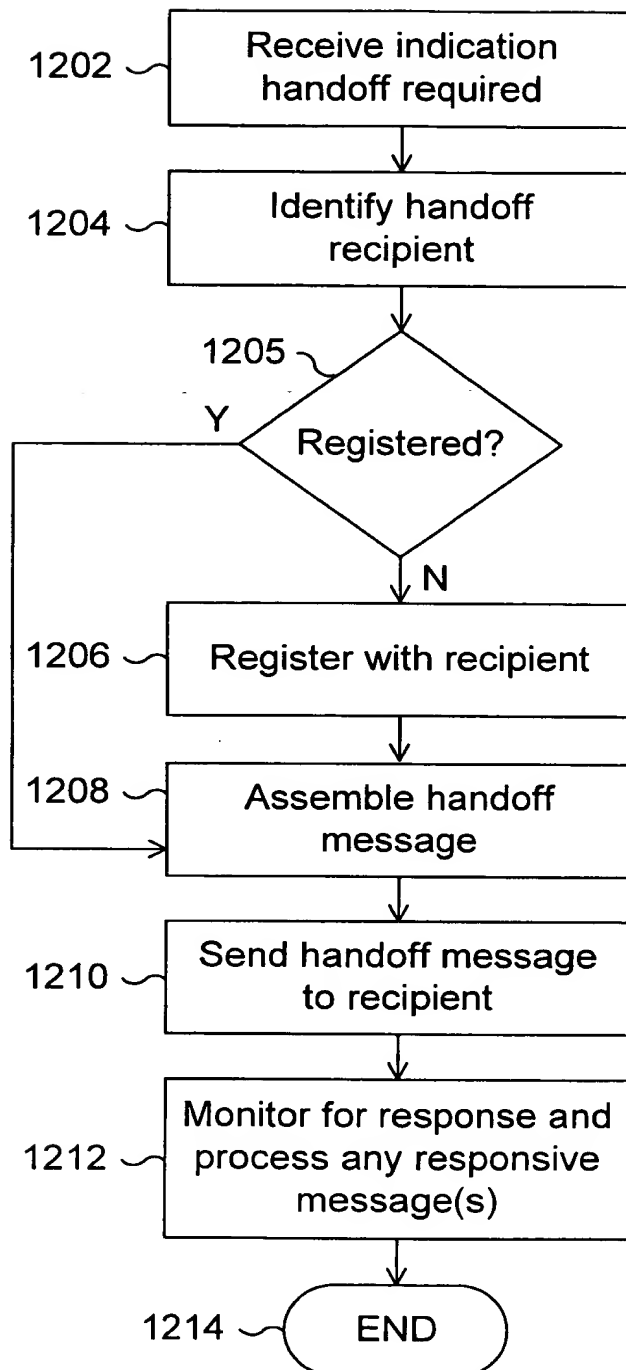 1202
Receive indication
handoff required
1204
Identify handoff
recipient
1205
Y
Registered?
N
1206
Register with recipient
1208
Assemble handoff
message
1210
Send handoff message
to recipient
1212
Monitor for response and
process any responsive
message(s)
1214
END